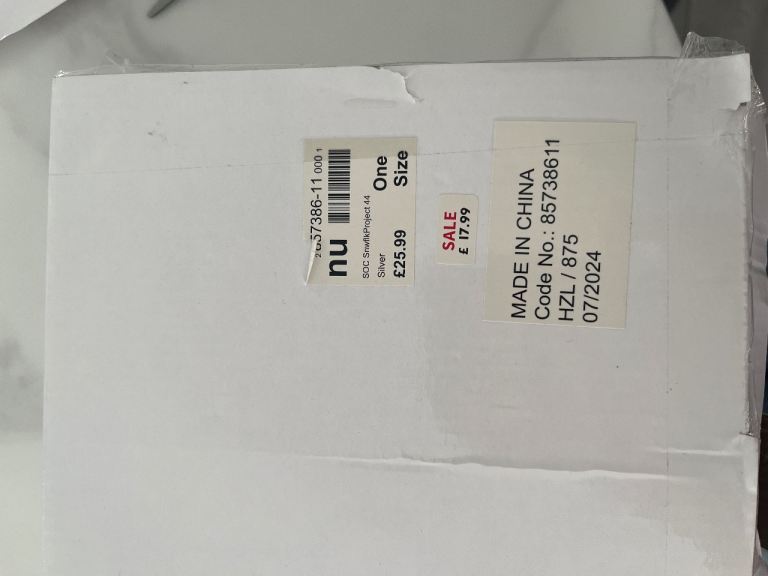 57386-11 000 1
nu
SOC SnwflkProject 44
Silver
One
£25.99
Size
SALE
£ 17.99
MADE IN CHINA
Code No.: 85738611
HZL / 875
07/2024